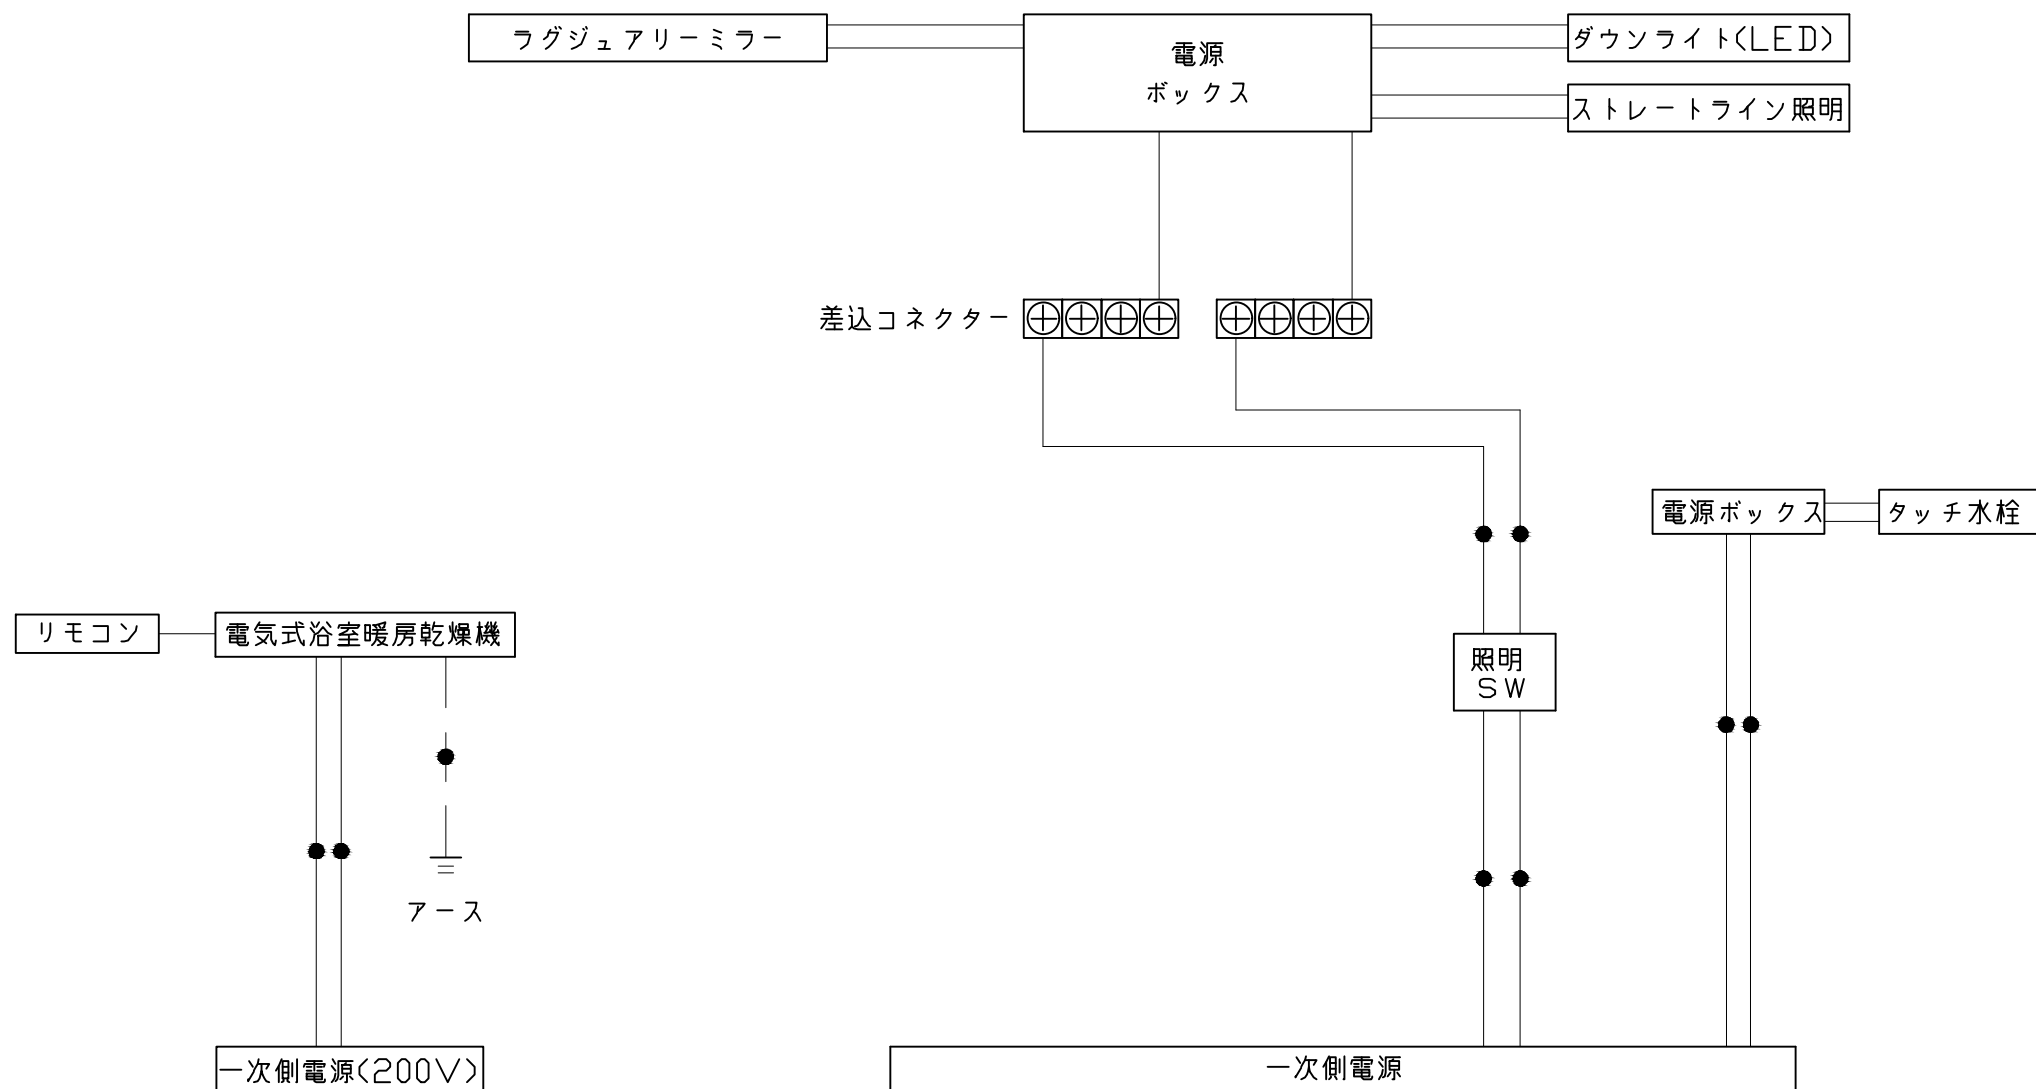 ラグジュアリーミラー
電源
ボックス
ダウンライト(LED)
ストレートライン照明
差込コネクター
電源ボックス
タッチ水栓
リモコン
電気式浴室暖房乾燥機
照明
SW
アース
一次側電源(200V)
一次側電源